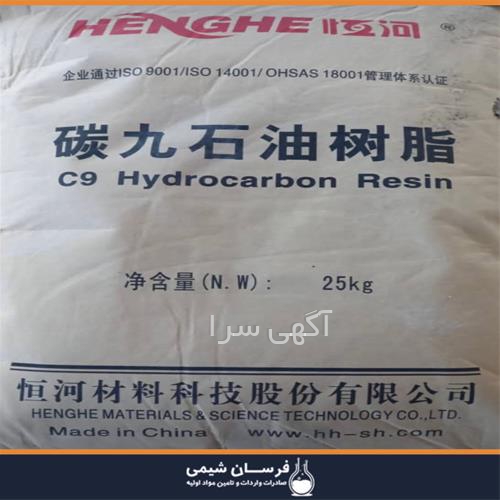 HENGHE 恒河 ®
企业通过ISO 9001/ISO 14001/OHSAS 18001管理体系认证
碳九石油树脂
C9 Hydrocarbon Resin
净含量(N.W): 25kg
آگهی سرا
恒河材料科技股份有限公司
HENGHE MATERIALS & SCIENCE TECHNOLOGY CO.,LTD.
Made in China www.hh-sh.com
فرسان شیمی
صادرات واردات و تامین مواد اولیه